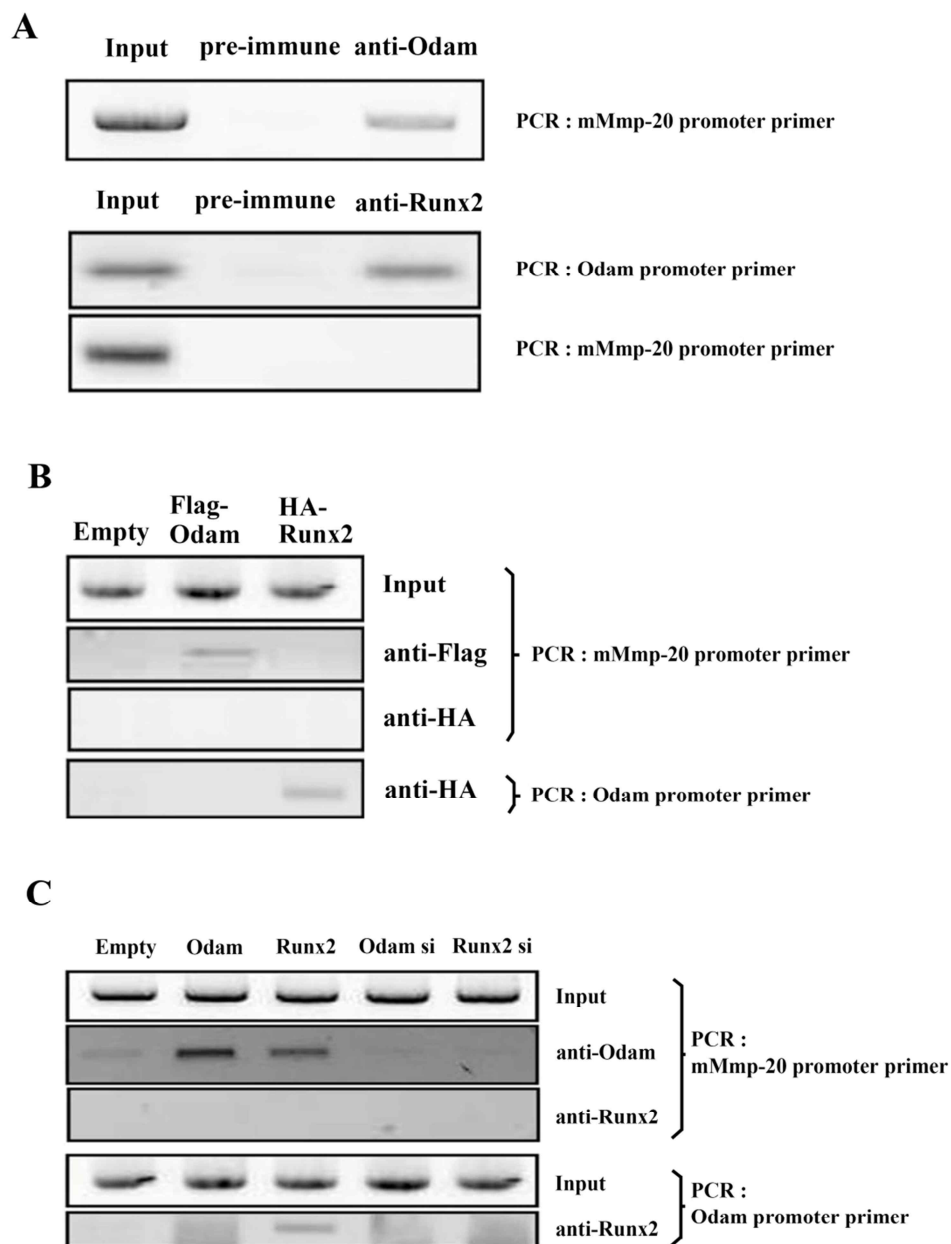 A
Input pre-immune anti-Odam
PCR : mMmp-20 promoter primer
Input pre-immune anti-Runx2
PCR : Odam promoter primer
PCR : mMmp-20 promoter primer
B
Empty Flag-Odam HA-Runx2
Input
anti-Flag PCR : mMmp-20 promoter primer
anti-HA
anti-HA PCR : Odam promoter primer
C
Empty Odam Runx2 Odam si Runx2 si
Input
anti-Odam
PCR :
mMmp-20 promoter primer
anti-Runx2
Input
PCR :
Odam promoter primer
anti-Runx2